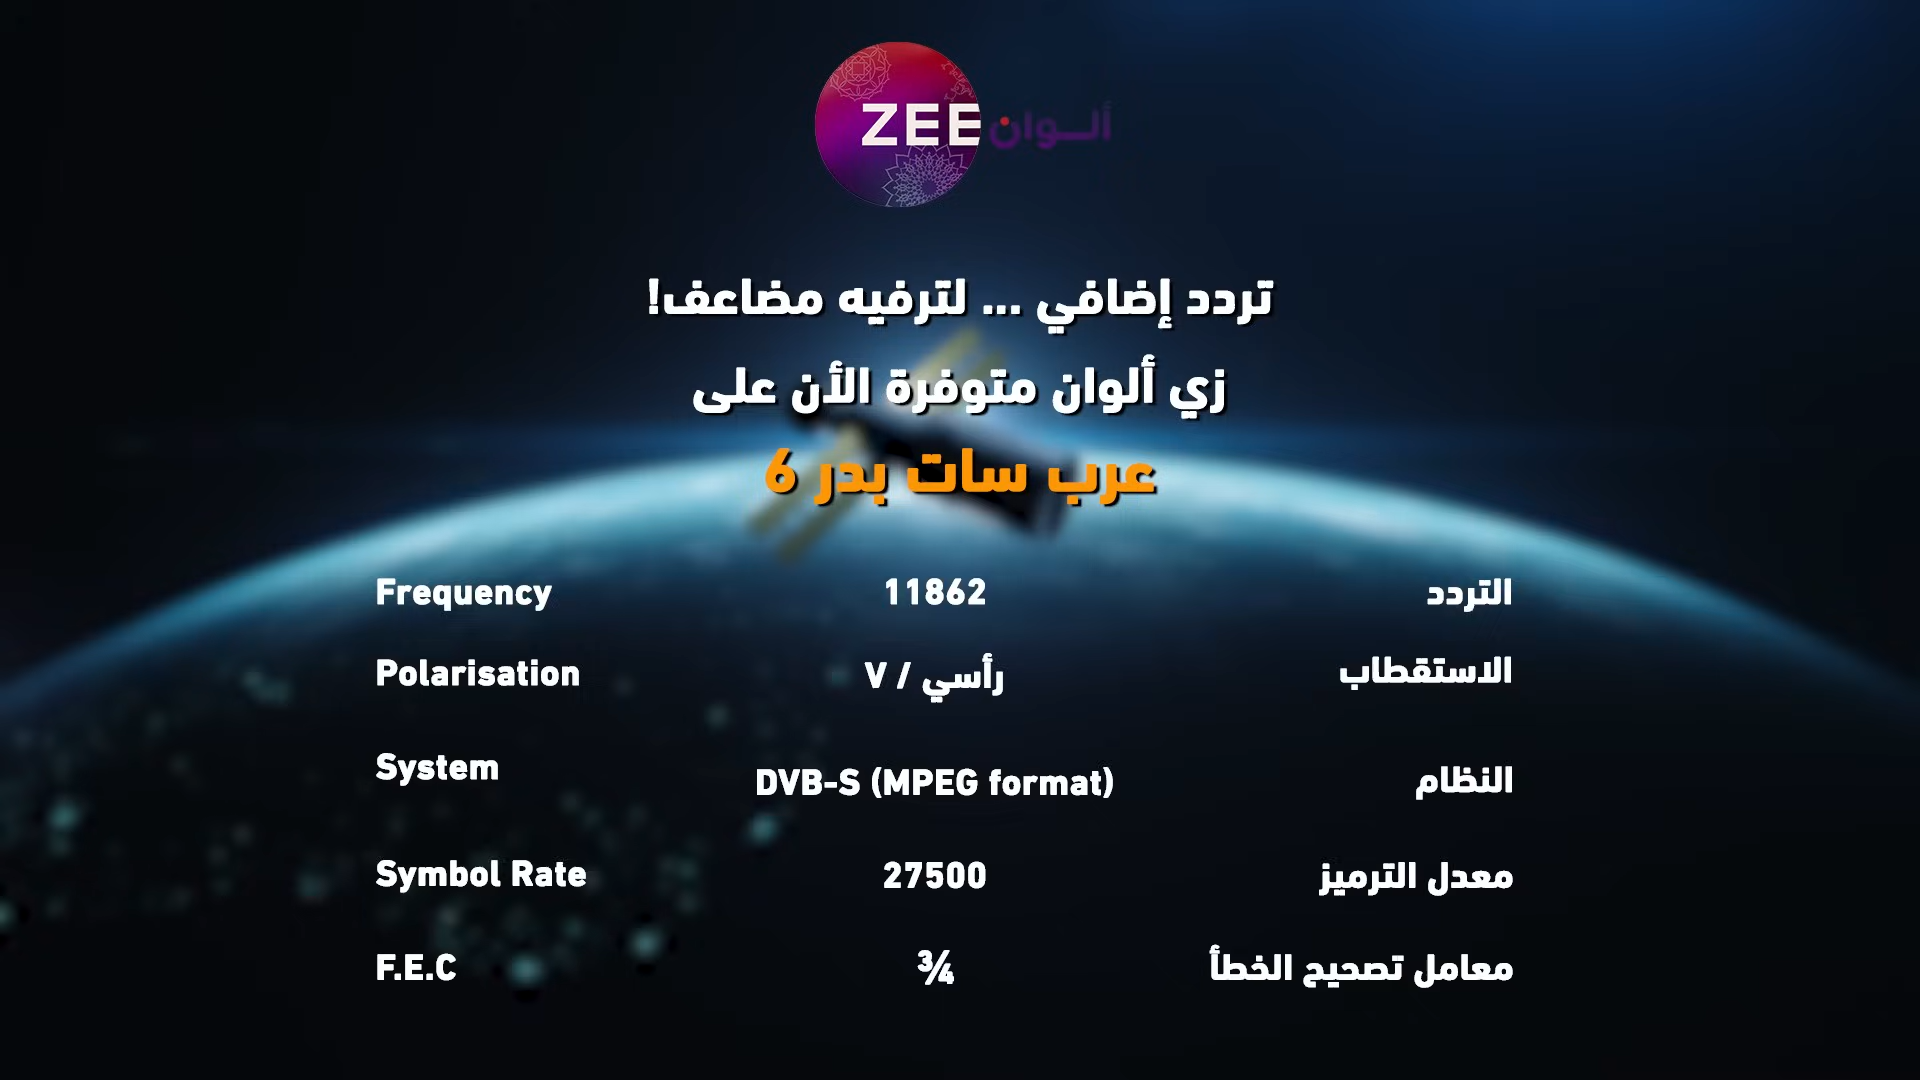 ZEE ألوان
تردد إضافي ... لترفيه مضاعف!
زي ألوان متوفرة الأن على
عرب سات بدر 6
Frequency 11862 التردد
Polarisation رأسي / V الاستقطاب
System DVB-S (MPEG format) النظام
Symbol Rate 27500 معدل الترميز
F.E.C ¾ معامل تصحيح الخطأ